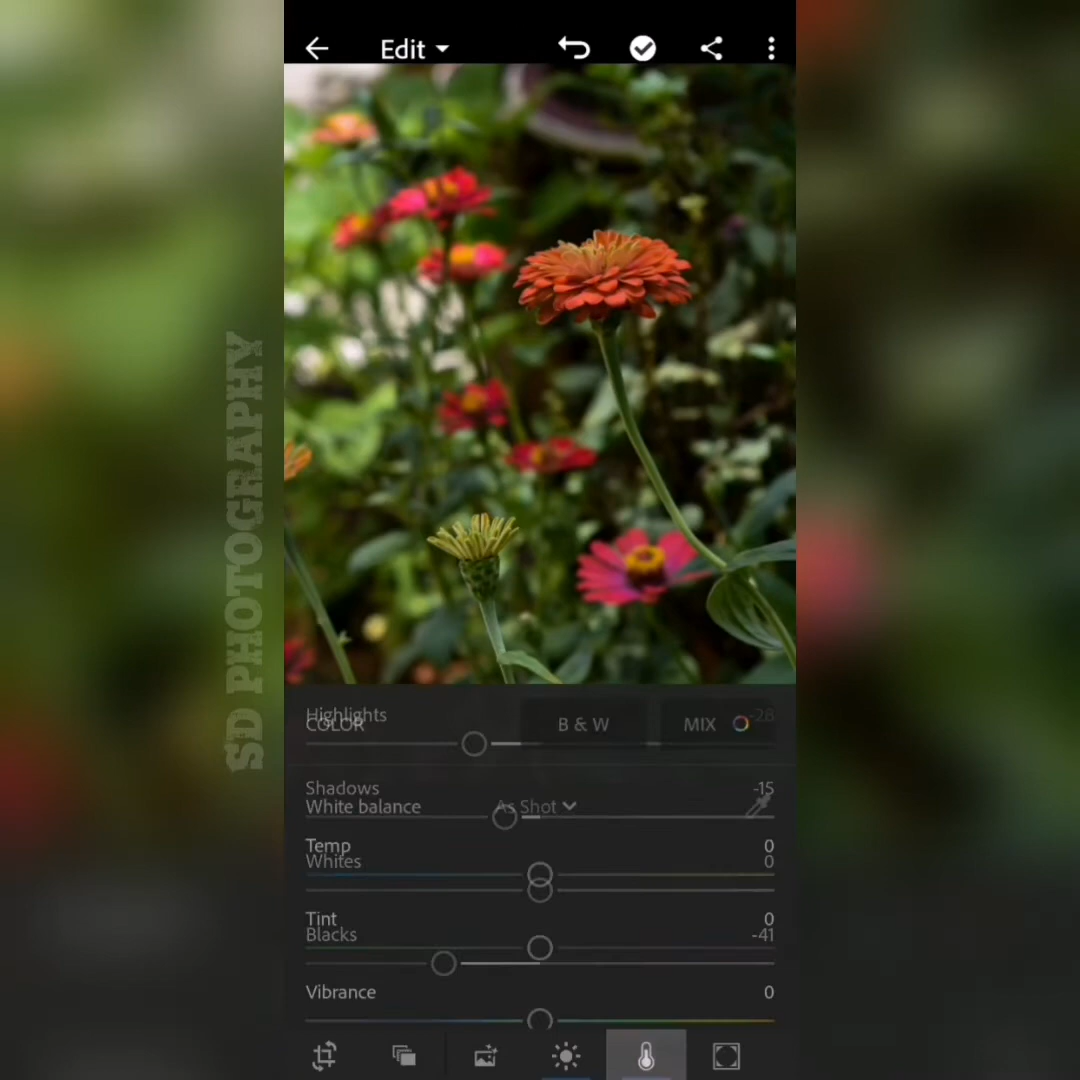 Edit
SD PHOTOGRAPHY
Highlights -28
COLOR B & W MIX
Shadows -15
White balance As Shot
Temp 0
Whites 0
Tint 0
Blacks -41
Vibrance 0